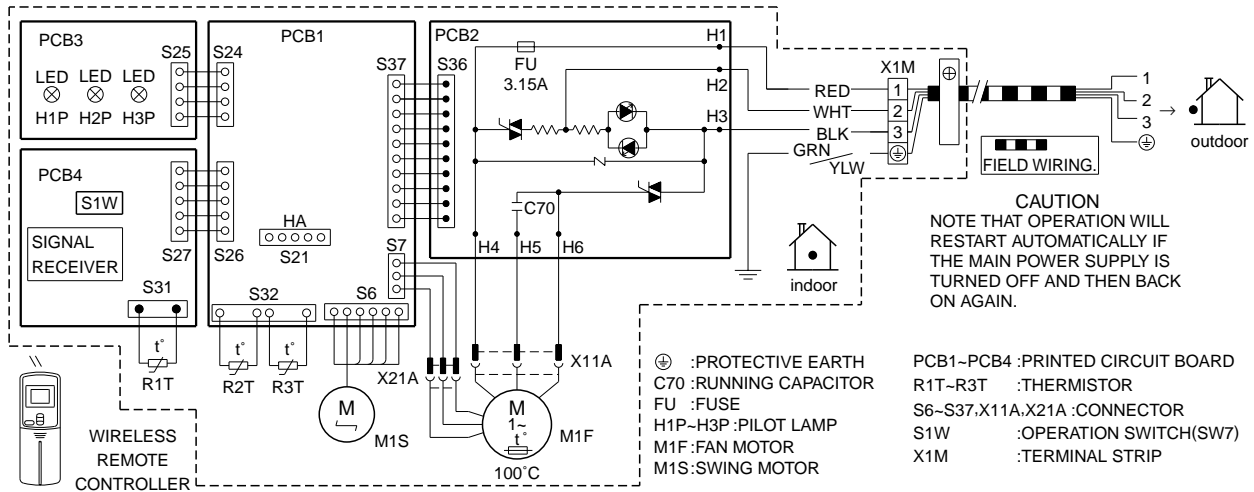 PCB3
LED LED LED
H1P H2P H3P
S25
S24
PCB1
S37
S36
PCB2
FU
3.15A
H1
H2
H3
RED
WHT
BLK
GRN
YLW
X1M
1
2
3
FIELD WIRING.
1
2
3
outdoor
PCB4
S1W
SIGNAL
RECEIVER
S27
S26
HA
S21
S7
C70
H4 H5 H6
indoor
CAUTION
NOTE THAT OPERATION WILL
RESTART AUTOMATICALLY IF
THE MAIN POWER SUPPLY IS
TURNED OFF AND THEN BACK
ON AGAIN.
S31
S32
S6
t°
R1T
t°
R2T
t°
R3T
X21A
X11A
M
M1S
M
1~
t°
M1F
100°C
WIRELESS
REMOTE
CONTROLLER
:PROTECTIVE EARTH
C70 :RUNNING CAPACITOR
FU :FUSE
H1P~H3P :PILOT LAMP
M1F :FAN MOTOR
M1S :SWING MOTOR
PCB1~PCB4 :PRINTED CIRCUIT BOARD
R1T~R3T :THERMISTOR
S6~S37,X11A,X21A :CONNECTOR
S1W :OPERATION SWITCH(SW7)
X1M :TERMINAL STRIP